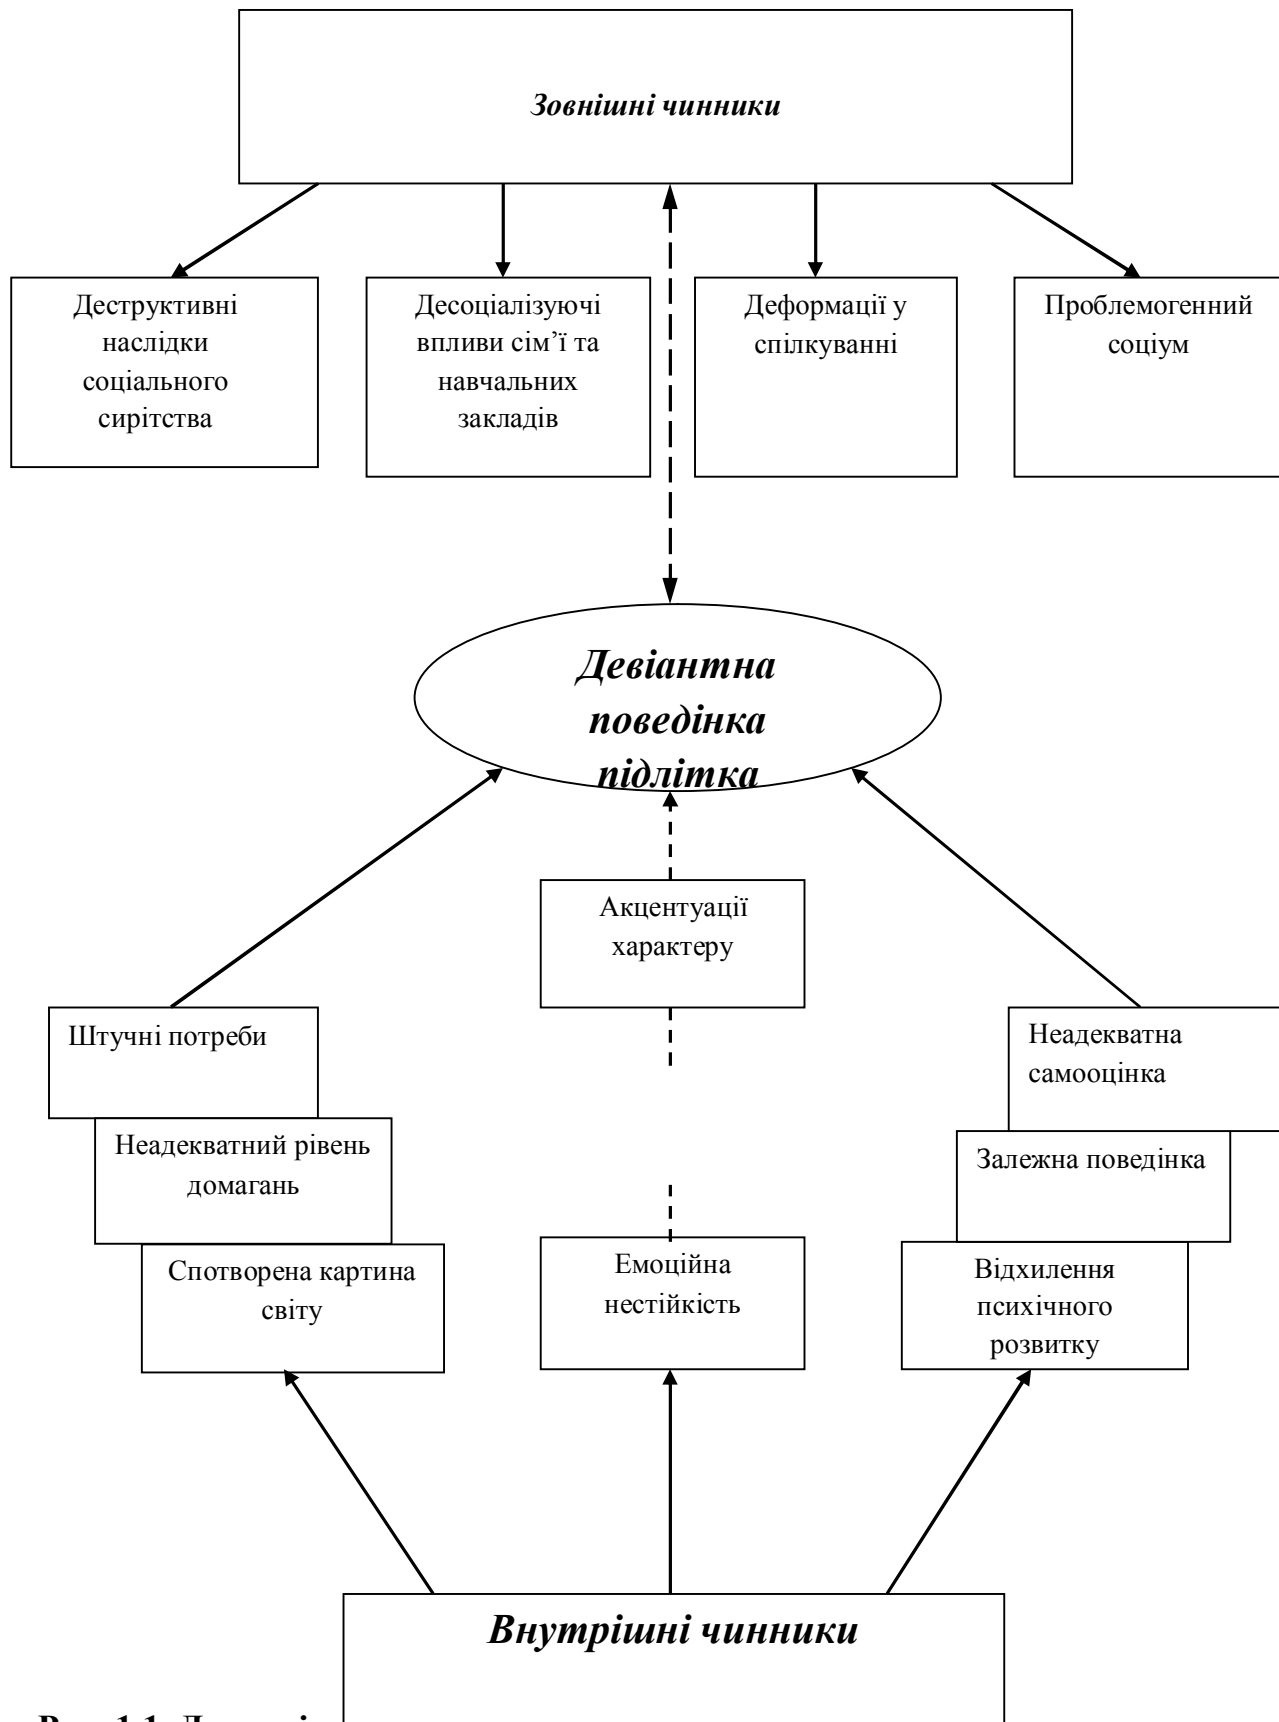 Зовнішні чинники
Деструктивні
наслідки
соціального
сирітства
Десоціалізуючі
впливи сім’ї та
навчальних
закладів
Деформації у
спілкуванні
Проблемогенний
соціум
Девіантна
поведінка
підлітка
Акцентуації
характеру
Штучні потреби
Неадекватна
самооцінка
Неадекватний рівень
домагань
Залежна поведінка
Спотворена картина
світу
Емоційна
нестійкість
Відхилення
психічного
розвитку
Внутрішні чинники